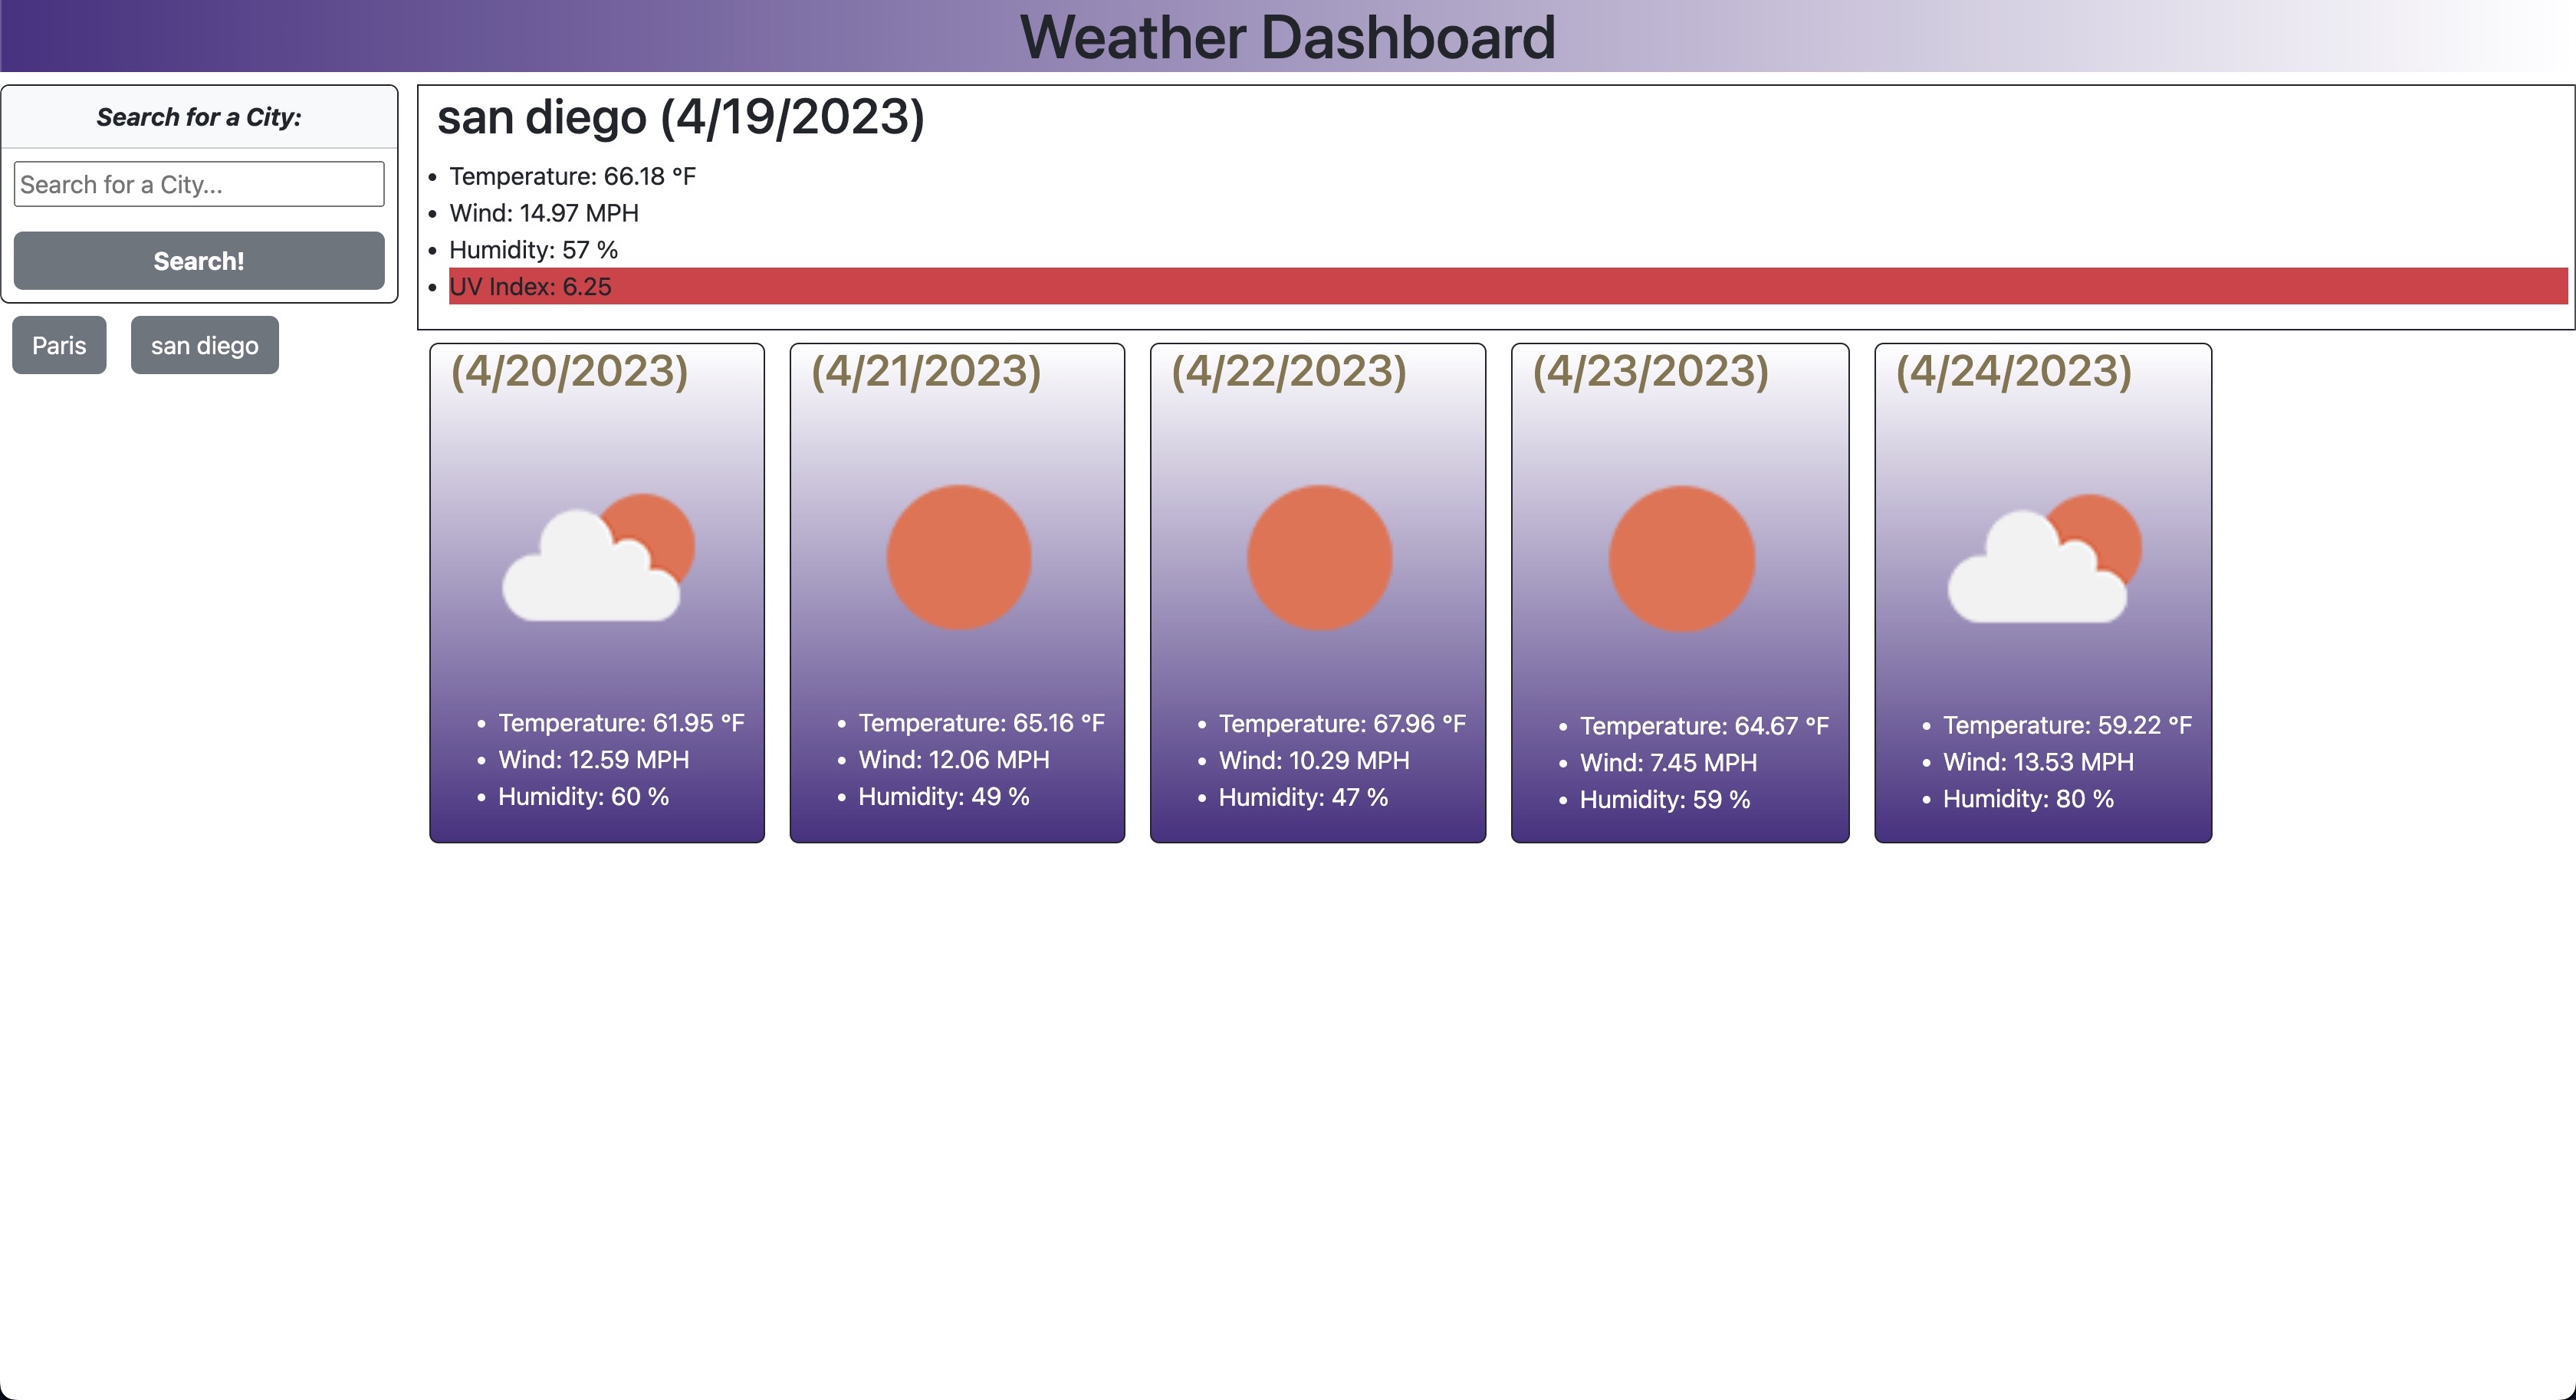 Weather Dashboard
Search for a City:
Search for a City...
Search!
Paris
san diego
san diego (4/19/2023)
Temperature: 66.18 °F
Wind: 14.97 MPH
Humidity: 57 %
UV Index: 6.25
(4/20/2023)
Temperature: 61.95 °F
Wind: 12.59 MPH
Humidity: 60 %
(4/21/2023)
Temperature: 65.16 °F
Wind: 12.06 MPH
Humidity: 49 %
(4/22/2023)
Temperature: 67.96 °F
Wind: 10.29 MPH
Humidity: 47 %
(4/23/2023)
Temperature: 64.67 °F
Wind: 7.45 MPH
Humidity: 59 %
(4/24/2023)
Temperature: 59.22 °F
Wind: 13.53 MPH
Humidity: 80 %